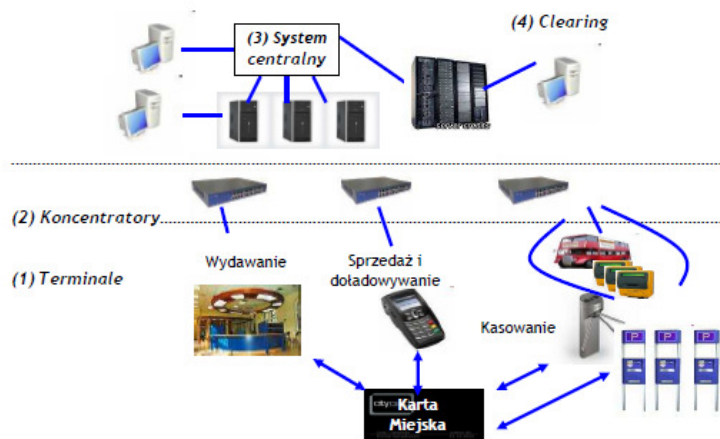 (3) System
centralny
(4) Clearing
(2) Koncentratory
Wydawanie
Sprzedaż i
doładowywanie
(1) Terminale
Kasowanie
P P P
Karta
Miejska